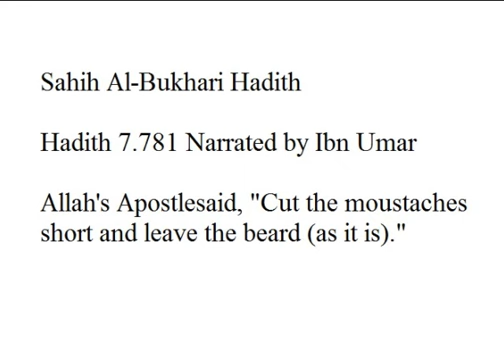 Sahih Al-Bukhari Hadith
Hadith 7.781 Narrated by Ibn Umar
Allah's Apostlesaid, "Cut the moustaches
short and leave the beard (as it is)."